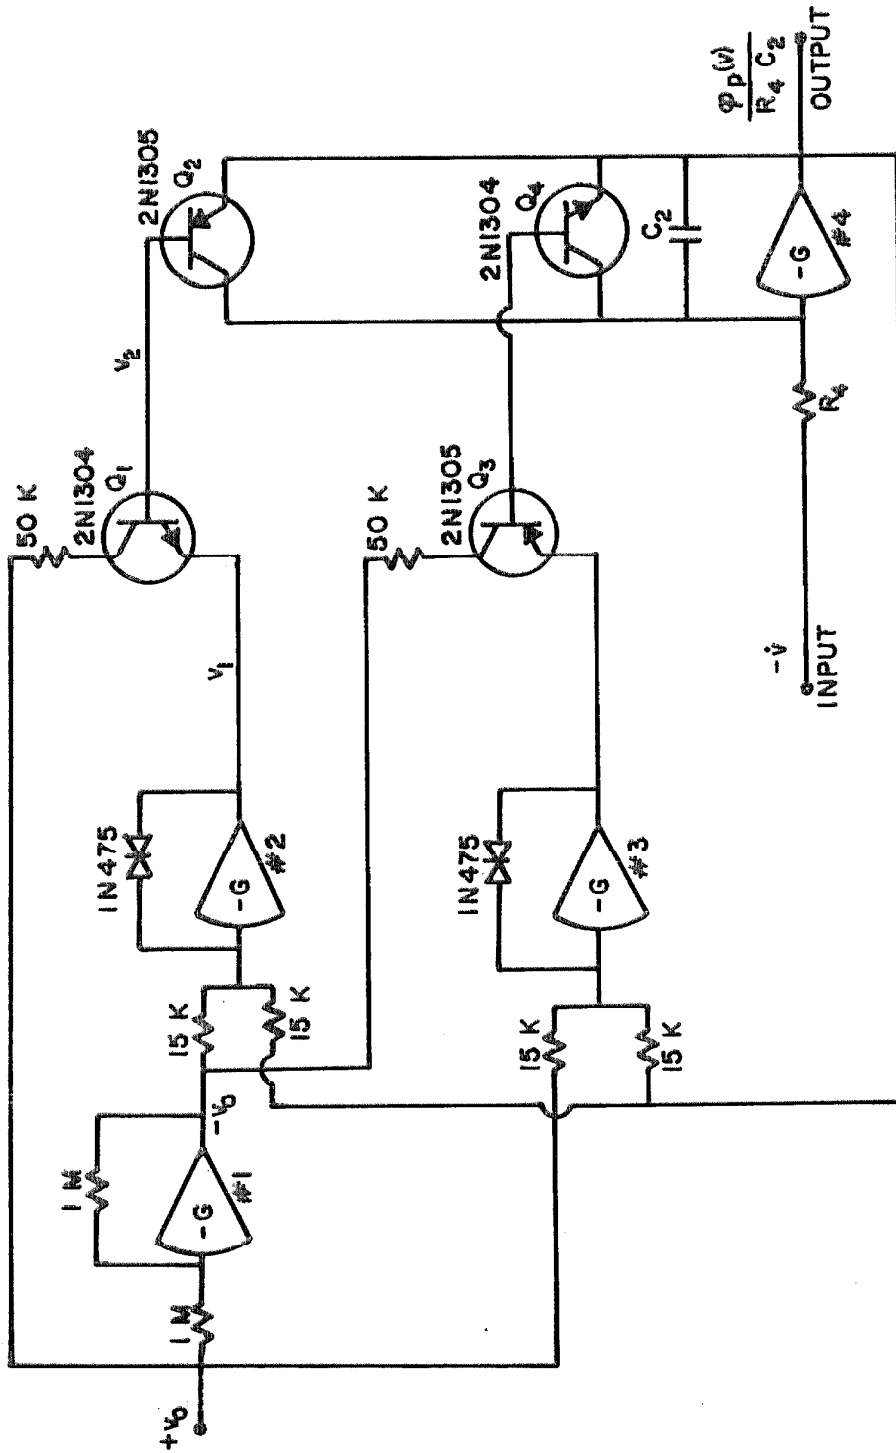 +V₀
1 M
1 M
-G
#1
-V₀
15 K
15 K
1N475
-G
#2
V₁
50 K
2N1304
Q₁
V₂
2N1305
Q₂
15 K
15 K
1N475
-G
#3
50 K
2N1305
Q₃
2N1304
Q₄
C₂
-G
#4
R₄
-v̇
INPUT
φₚ(v)
R₄ C₂
OUTPUT